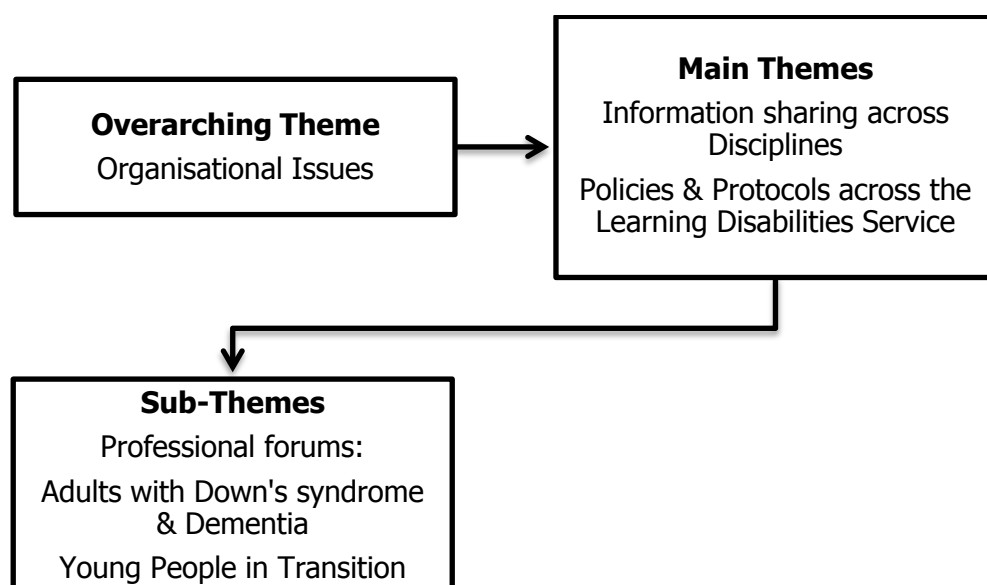 Overarching Theme
Organisational Issues
Main Themes
Information sharing across
Disciplines
Policies & Protocols across the
Learning Disabilities Service
Sub-Themes
Professional forums:
Adults with Down's syndrome
& Dementia
Young People in Transition